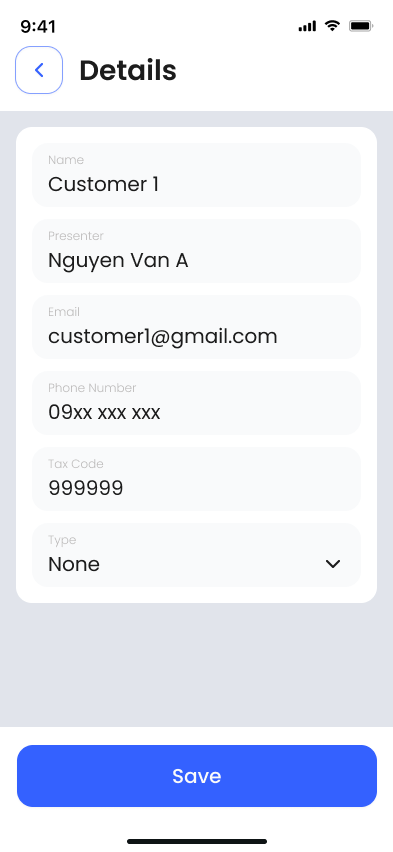 9:41
Details
Name
Customer 1
Presenter
Nguyen Van A
Email
customer1@gmail.com
Phone Number
09xx xxx xxx
Tax Code
999999
Type
None
Save